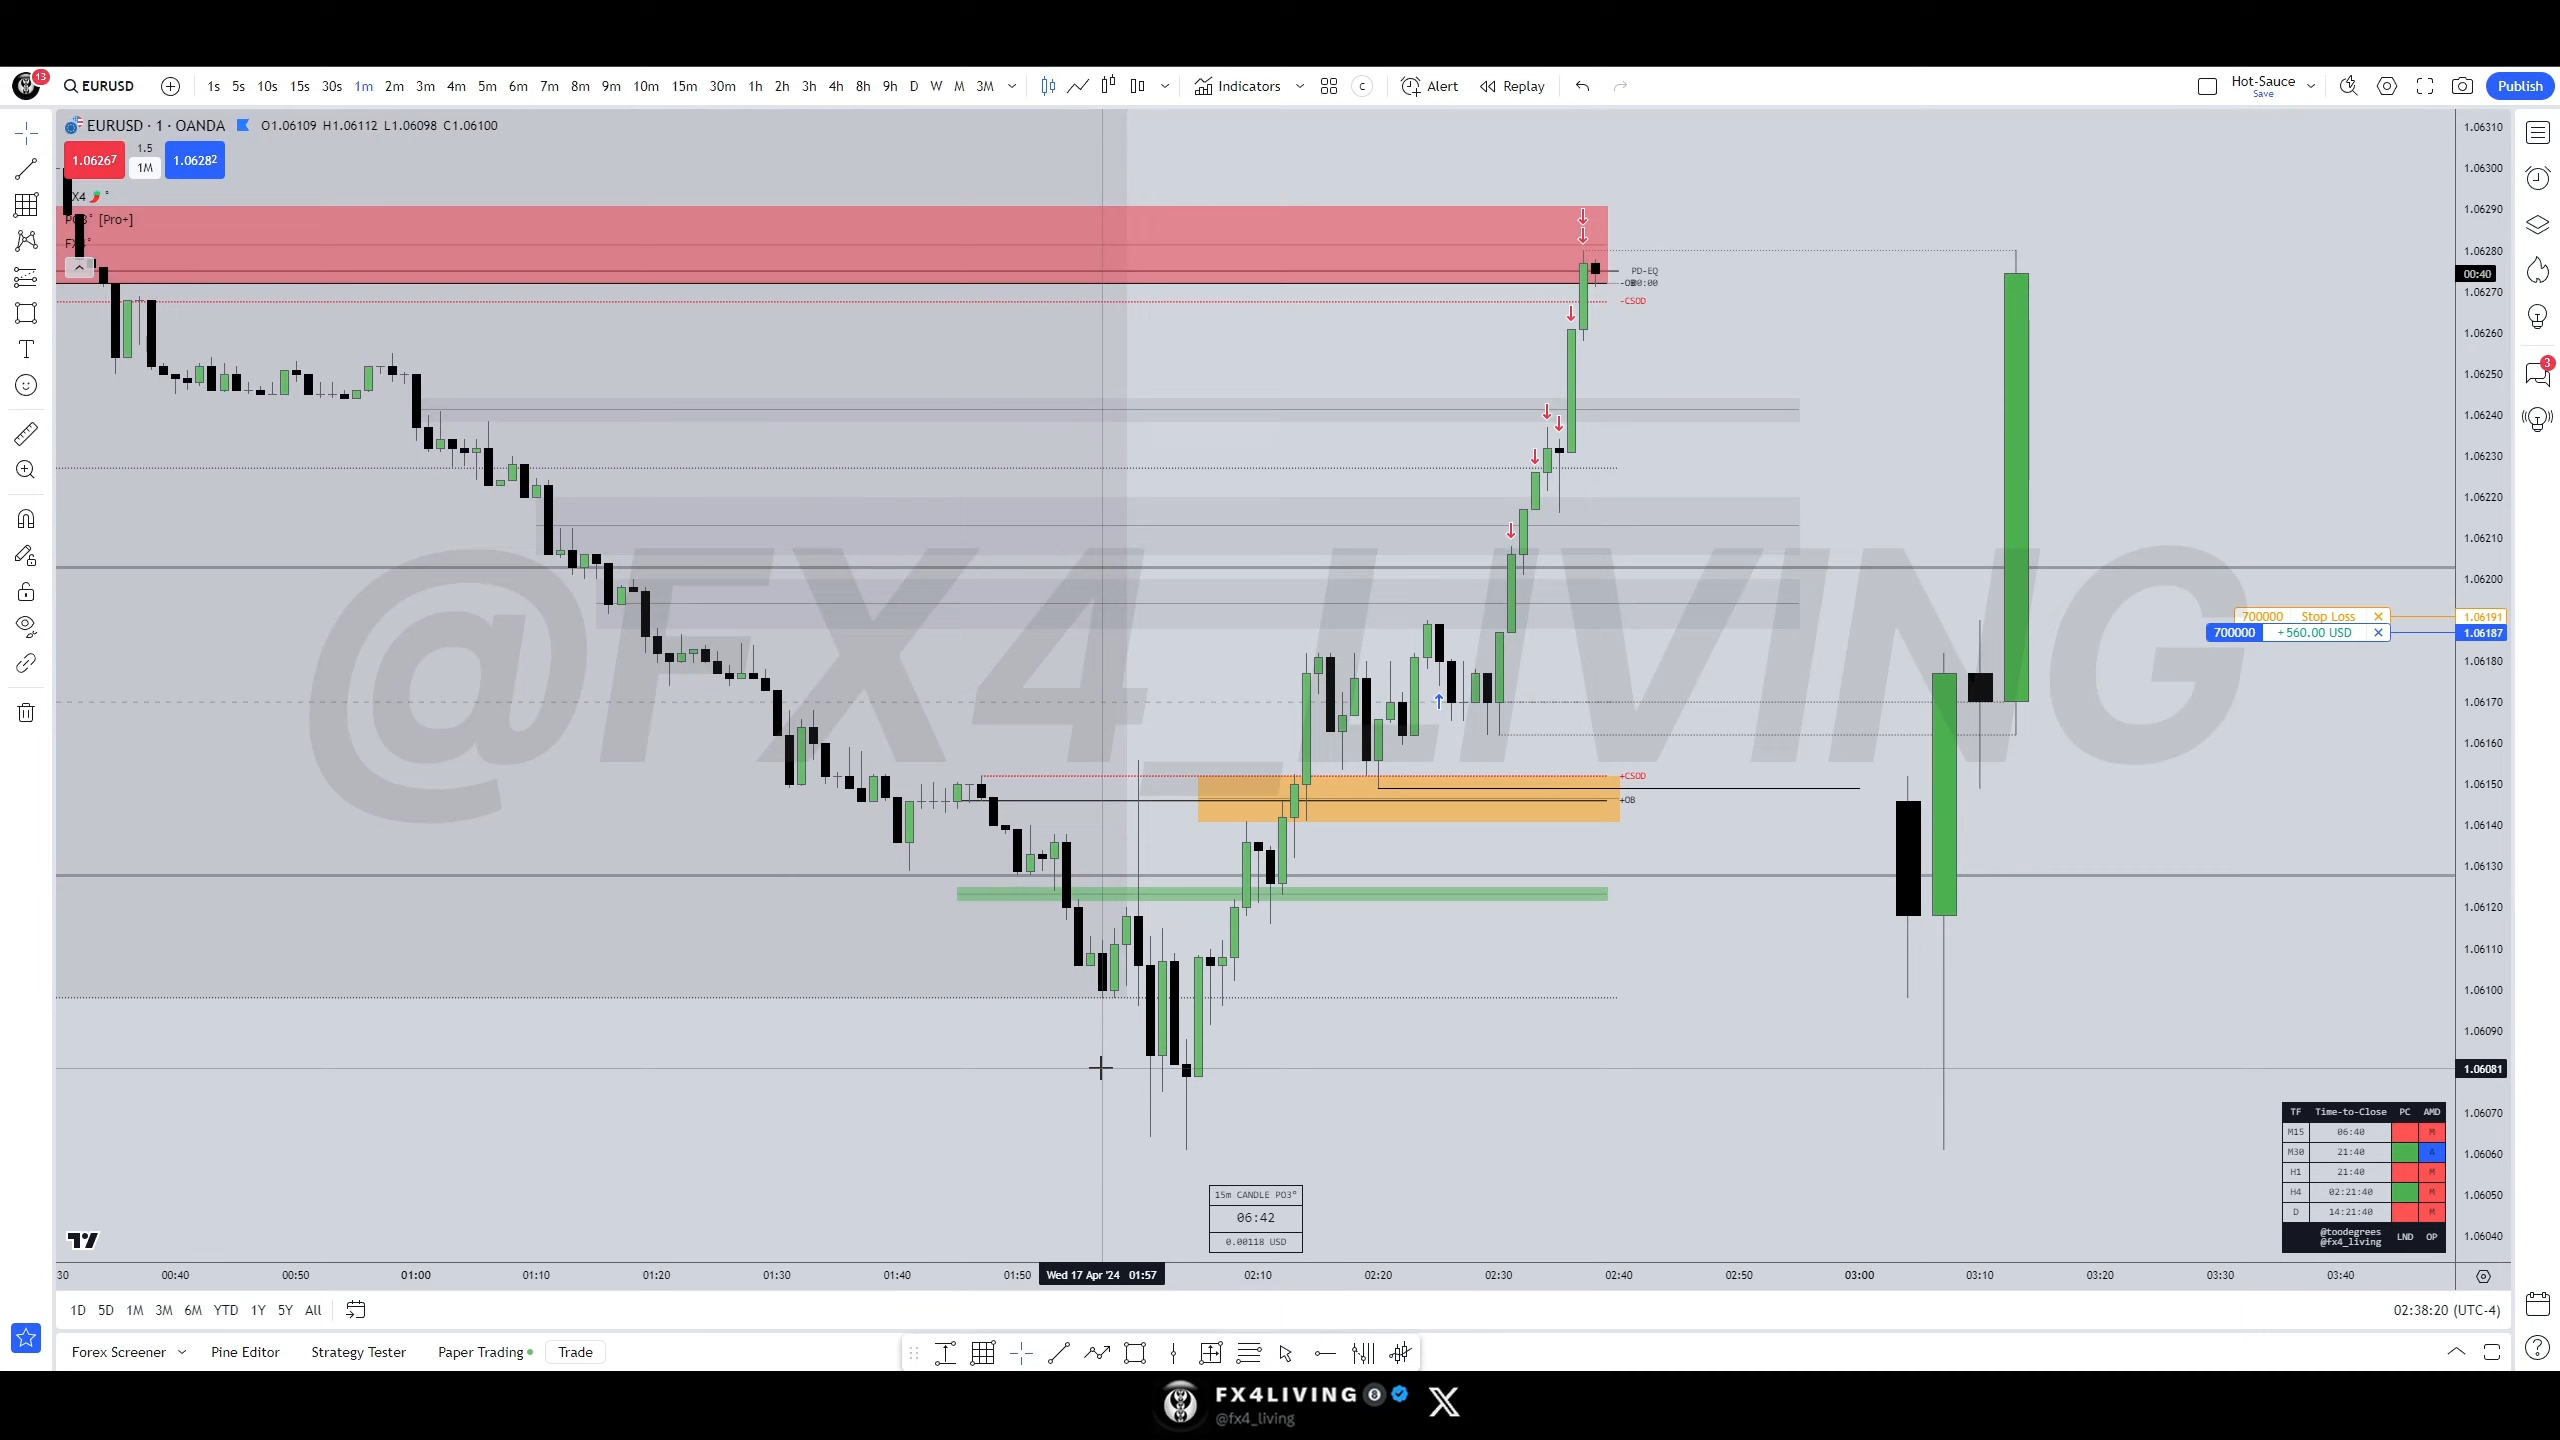 13
EURUSD
1s 5s 10s 15s 30s 1m 2m 3m 4m 5m 6m 7m 8m 9m 10m 15m 30m 1h 2h 3h 4h 8h 9h D W M 3M
Indicators
C
Alert
Replay
Hot-Sauce
Save
Publish
EURUSD · 1 · OANDA O1.06109 H1.06112 L1.06098 C1.06100
1.06267
1.5
1M
1.06282
[Pro+]
@FX4_LIVING
PD-EQ
-CSOD
+CSOD
+OB
1.06310
1.06300
1.06290
1.06280
00:40
1.06270
1.06260
1.06250
1.06240
1.06230
1.06220
1.06210
1.06200
700000 Stop Loss 1.06191
700000 +560.00 USD 1.06187
1.06180
1.06170
1.06160
1.06150
1.06140
1.06130
1.06120
1.06110
1.06100
1.06090
1.06081
1.06070
1.06060
1.06050
1.06040
3
TF Time-to-Close PC AMD
M15 06:40 M
M30 21:40 A
H1 21:40 M
H4 02:21:40 M
D 14:21:40 M
@toodegrees
@fx4_living
LND OP
15m CANDLE PO3°
06:42
0.00118 USD
30 00:40 00:50 01:00 01:10 01:20 01:30 01:40 01:50 Wed 17 Apr '24 01:57 02:10 02:20 02:30 02:40 02:50 03:00 03:10 03:20 03:30 03:40
1D 5D 1M 3M 6M YTD 1Y 5Y All
02:38:20 (UTC-4)
Forex Screener Pine Editor Strategy Tester Paper Trading Trade
FX4LIVING
@fx4_living